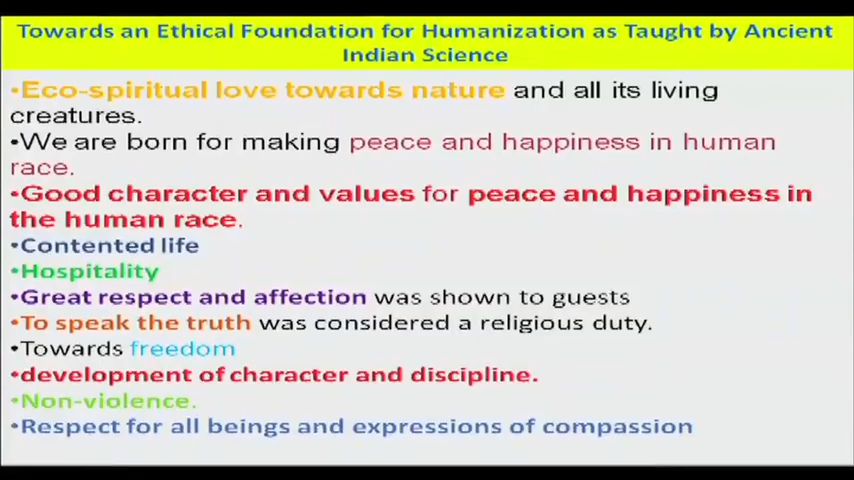 Towards an Ethical Foundation for Humanization as Taught by Ancient
Indian Science
•Eco-spiritual love towards nature and all its living
creatures.
•We are born for making peace and happiness in human
race.
•Good character and values for peace and happiness in
the human race.
•Contented life
•Hospitality
•Great respect and affection was shown to guests
•To speak the truth was considered a religious duty.
•Towards freedom
•development of character and discipline.
•Non-violence.
•Respect for all beings and expressions of compassion